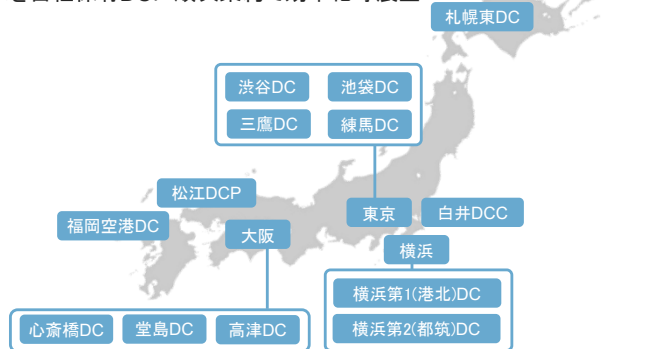 札幌東DC
渋谷DC
池袋DC
三鷹DC
練馬DC
松江DCP
福岡空港DC
大阪
東京
白井DCC
横浜
横浜第1(港北)DC
横浜第2(都筑)DC
心斎橋DC
堂島DC
高津DC